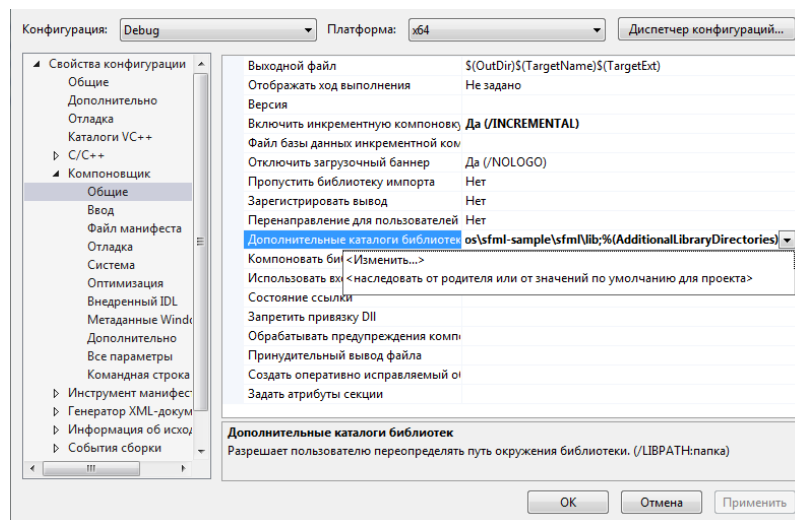 Конфигурация: Debug Платформа: x64 Диспетчер конфигураций...
Свойства конфигурации
Общие
Дополнительно
Отладка
Каталоги VC++
C/C++
Компоновщик
Общие
Ввод
Файл манифеста
Отладка
Система
Оптимизация
Внедренный IDL
Метаданные Windo
Дополнительно
Все параметры
Командная строка
Инструмент манифес
Генератор XML-докум
Информация об исход
События сборки
Выходной файл $(OutDir)$(TargetName)$(TargetExt)
Отображать ход выполнения Не задано
Версия
Включить инкрементную компоновку Да (/INCREMENTAL)
Файл базы данных инкрементной ком
Отключить загрузочный баннер Да (/NOLOGO)
Пропустить библиотеку импорта Нет
Зарегистрировать вывод Нет
Перенаправление для пользователей Нет
Дополнительные каталоги библиотек os\sfml-sample\sfml\lib;%(AdditionalLibraryDirectories)
Компоновать би <Изменить...>
Использовать вх <наследовать от родителя или от значений по умолчанию для проекта>
Состояние ссылки
Запретить привязку Dll
Обрабатывать предупреждения компо
Принудительный вывод файла
Создать оперативно исправляемый о
Задать атрибуты секции
Дополнительные каталоги библиотек
Разрешает пользователю переопределять путь окружения библиотеки. (/LIBPATH:папка)
OK Отмена Применить